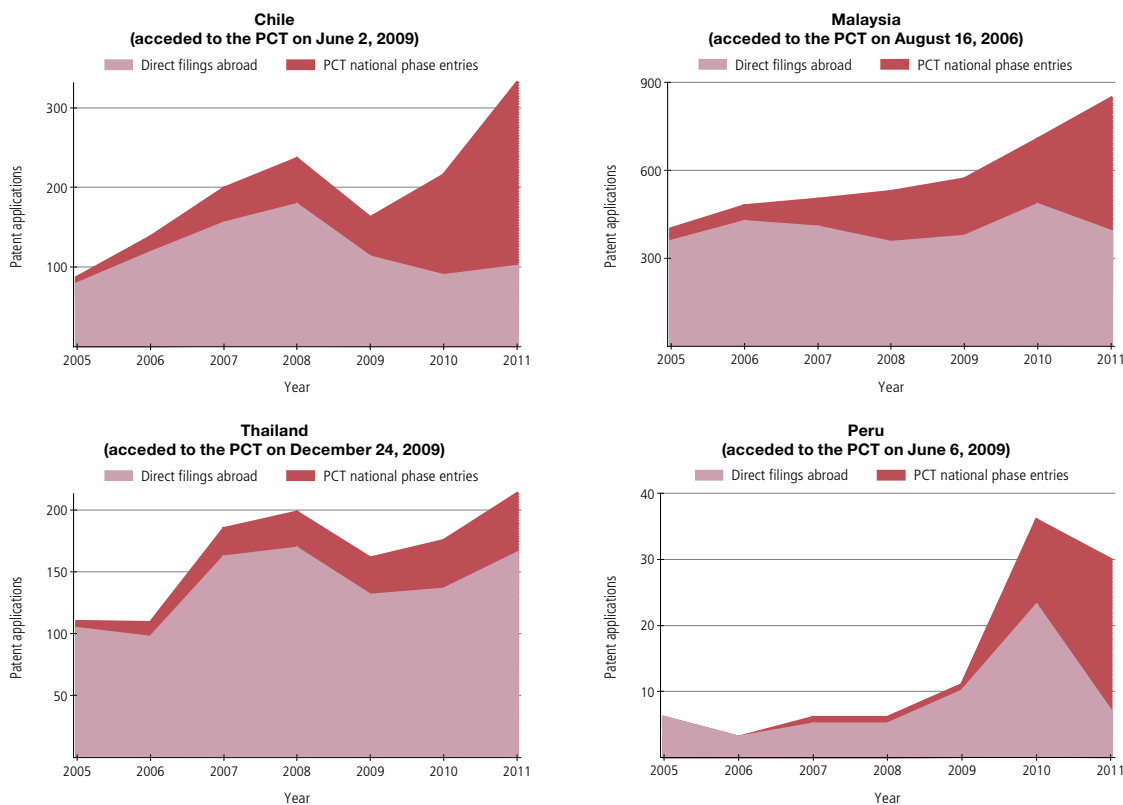 Chile
(acceded to the PCT on June 2, 2009)
Direct filings abroad PCT national phase entries
300
200
100
Patent applications
2005 2006 2007 2008 2009 2010 2011
Year
Malaysia
(acceded to the PCT on August 16, 2006)
Direct filings abroad PCT national phase entries
900
600
300
Patent applications
2005 2006 2007 2008 2009 2010 2011
Year
Thailand
(acceded to the PCT on December 24, 2009)
Direct filings abroad PCT national phase entries
200
150
100
50
Patent applications
2005 2006 2007 2008 2009 2010 2011
Year
Peru
(acceded to the PCT on June 6, 2009)
Direct filings abroad PCT national phase entries
40
30
20
10
Patent applications
2005 2006 2007 2008 2009 2010 2011
Year